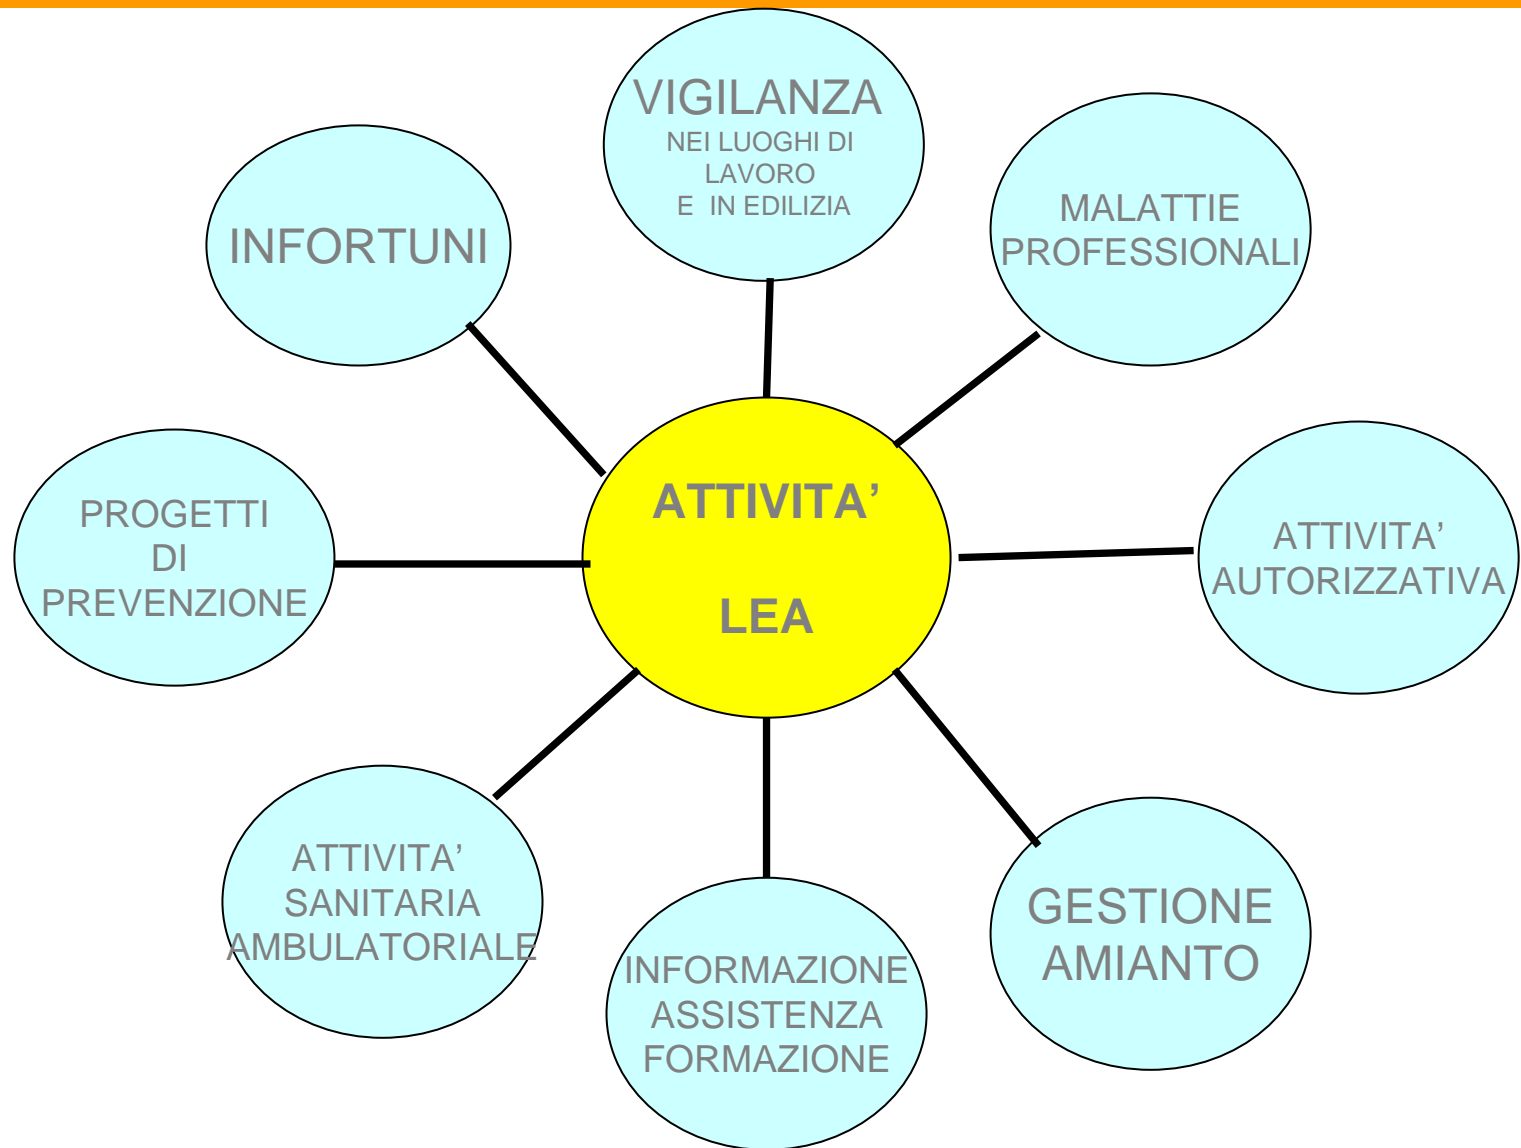 VIGILANZA
NEI LUOGHI DI
LAVORO
E IN EDILIZIA
INFORTUNI
MALATTIE
PROFESSIONALI
PROGETTI
DI
PREVENZIONE
ATTIVITA’
LEA
ATTIVITA’
AUTORIZZATIVA
ATTIVITA’
SANITARIA
AMBULATORIALE
INFORMAZIONE
ASSISTENZA
FORMAZIONE
GESTIONE
AMIANTO